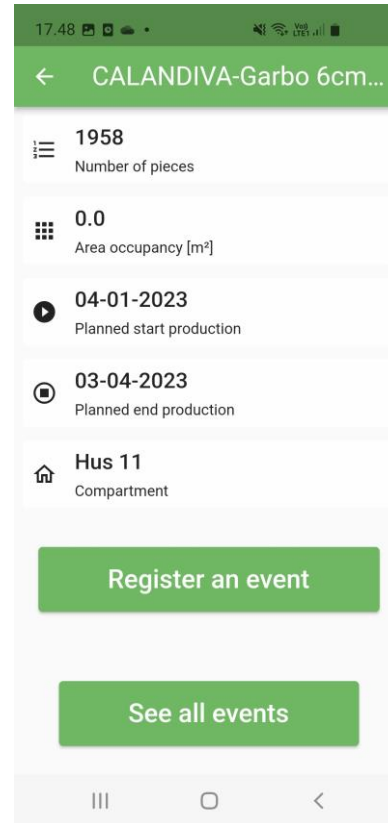 17.48
CALANDIVA-Garbo 6cm...
1958
Number of pieces
0.0
Area occupancy [m²]
04-01-2023
Planned start production
03-04-2023
Planned end production
Hus 11
Compartment
Register an event
See all events